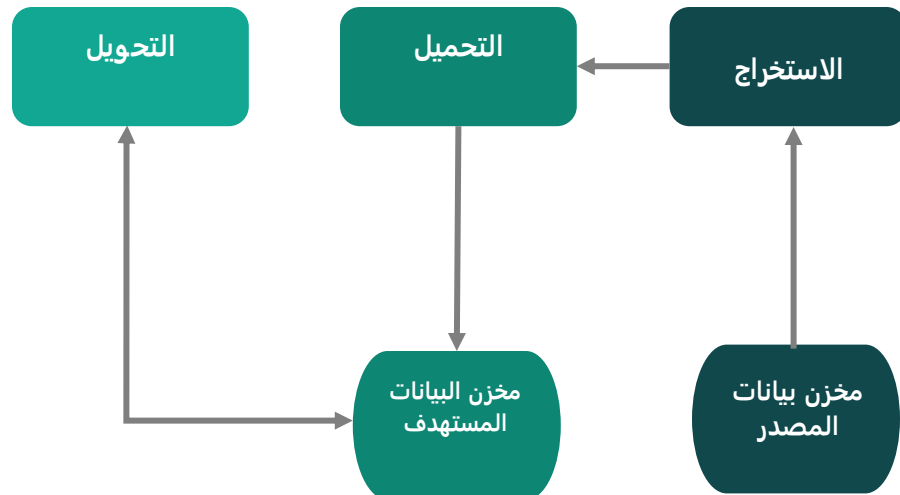 الاستخراج
التحميل
التحويل
مخزن بيانات
المصدر
مخزن البيانات
المستهدف